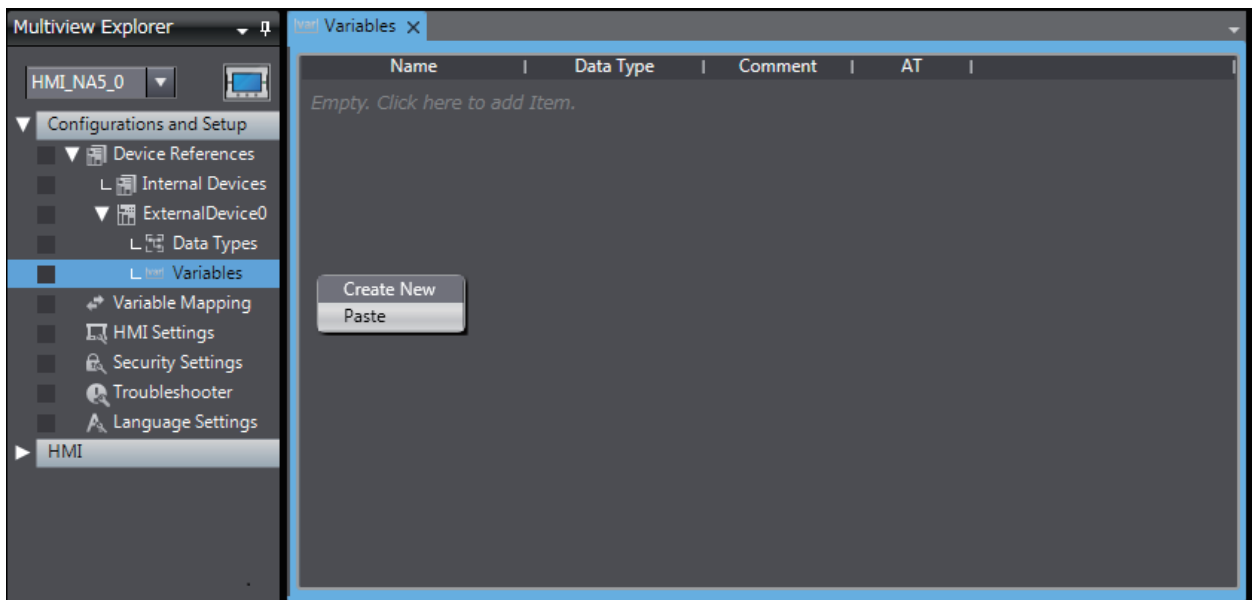 Multiview Explorer
HMI_NA5_0
Configurations and Setup
Device References
Internal Devices
ExternalDevice0
Data Types
Variables
Variable Mapping
HMI Settings
Security Settings
Troubleshooter
Language Settings
HMI
var Variables
Name | Data Type | Comment | AT |
Empty. Click here to add Item.
Create New
Paste